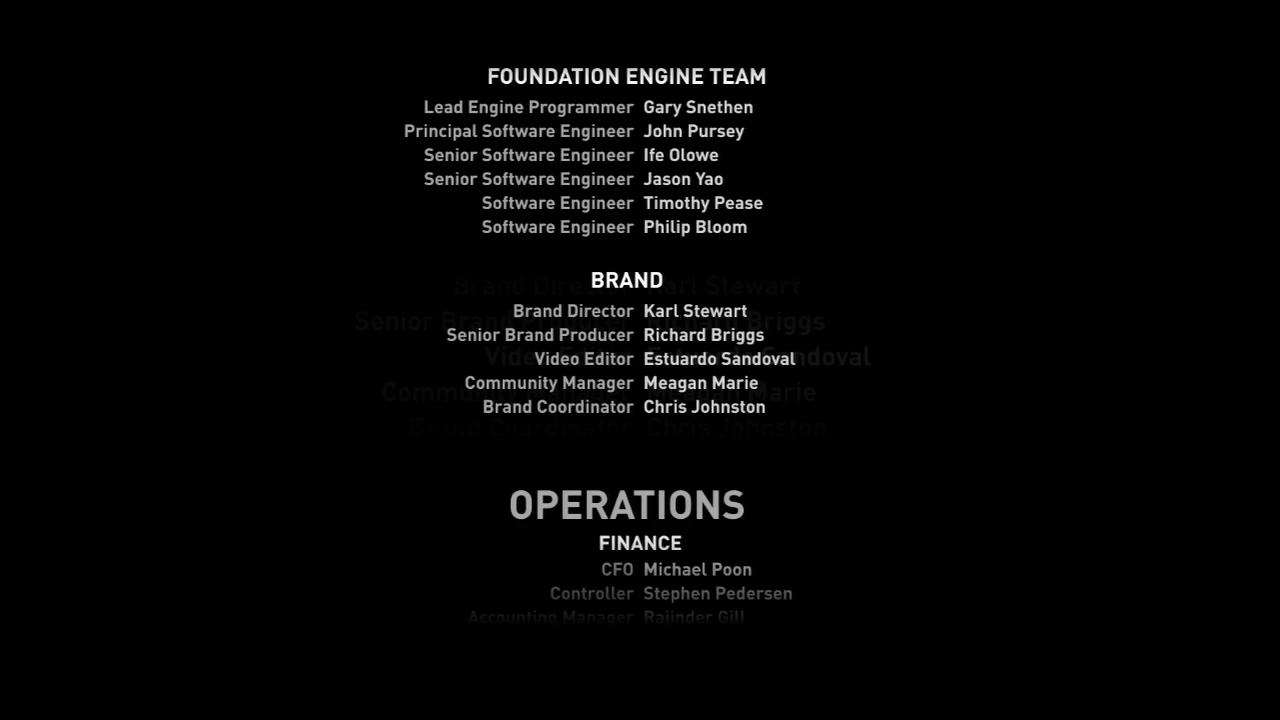 FOUNDATION ENGINE TEAM
Lead Engine Programmer Gary Snethen
Principal Software Engineer John Pursey
Senior Software Engineer Ife Olowe
Senior Software Engineer Jason Yao
Software Engineer Timothy Pease
Software Engineer Philip Bloom
BRAND
Brand Director Karl Stewart
Senior Brand Producer Richard Briggs
Video Editor Estuardo Sandoval
Community Manager Meagan Marie
Brand Coordinator Chris Johnston
OPERATIONS
FINANCE
CFO Michael Poon
Controller Stephen Pedersen
Accounting Manager Rajinder Gill